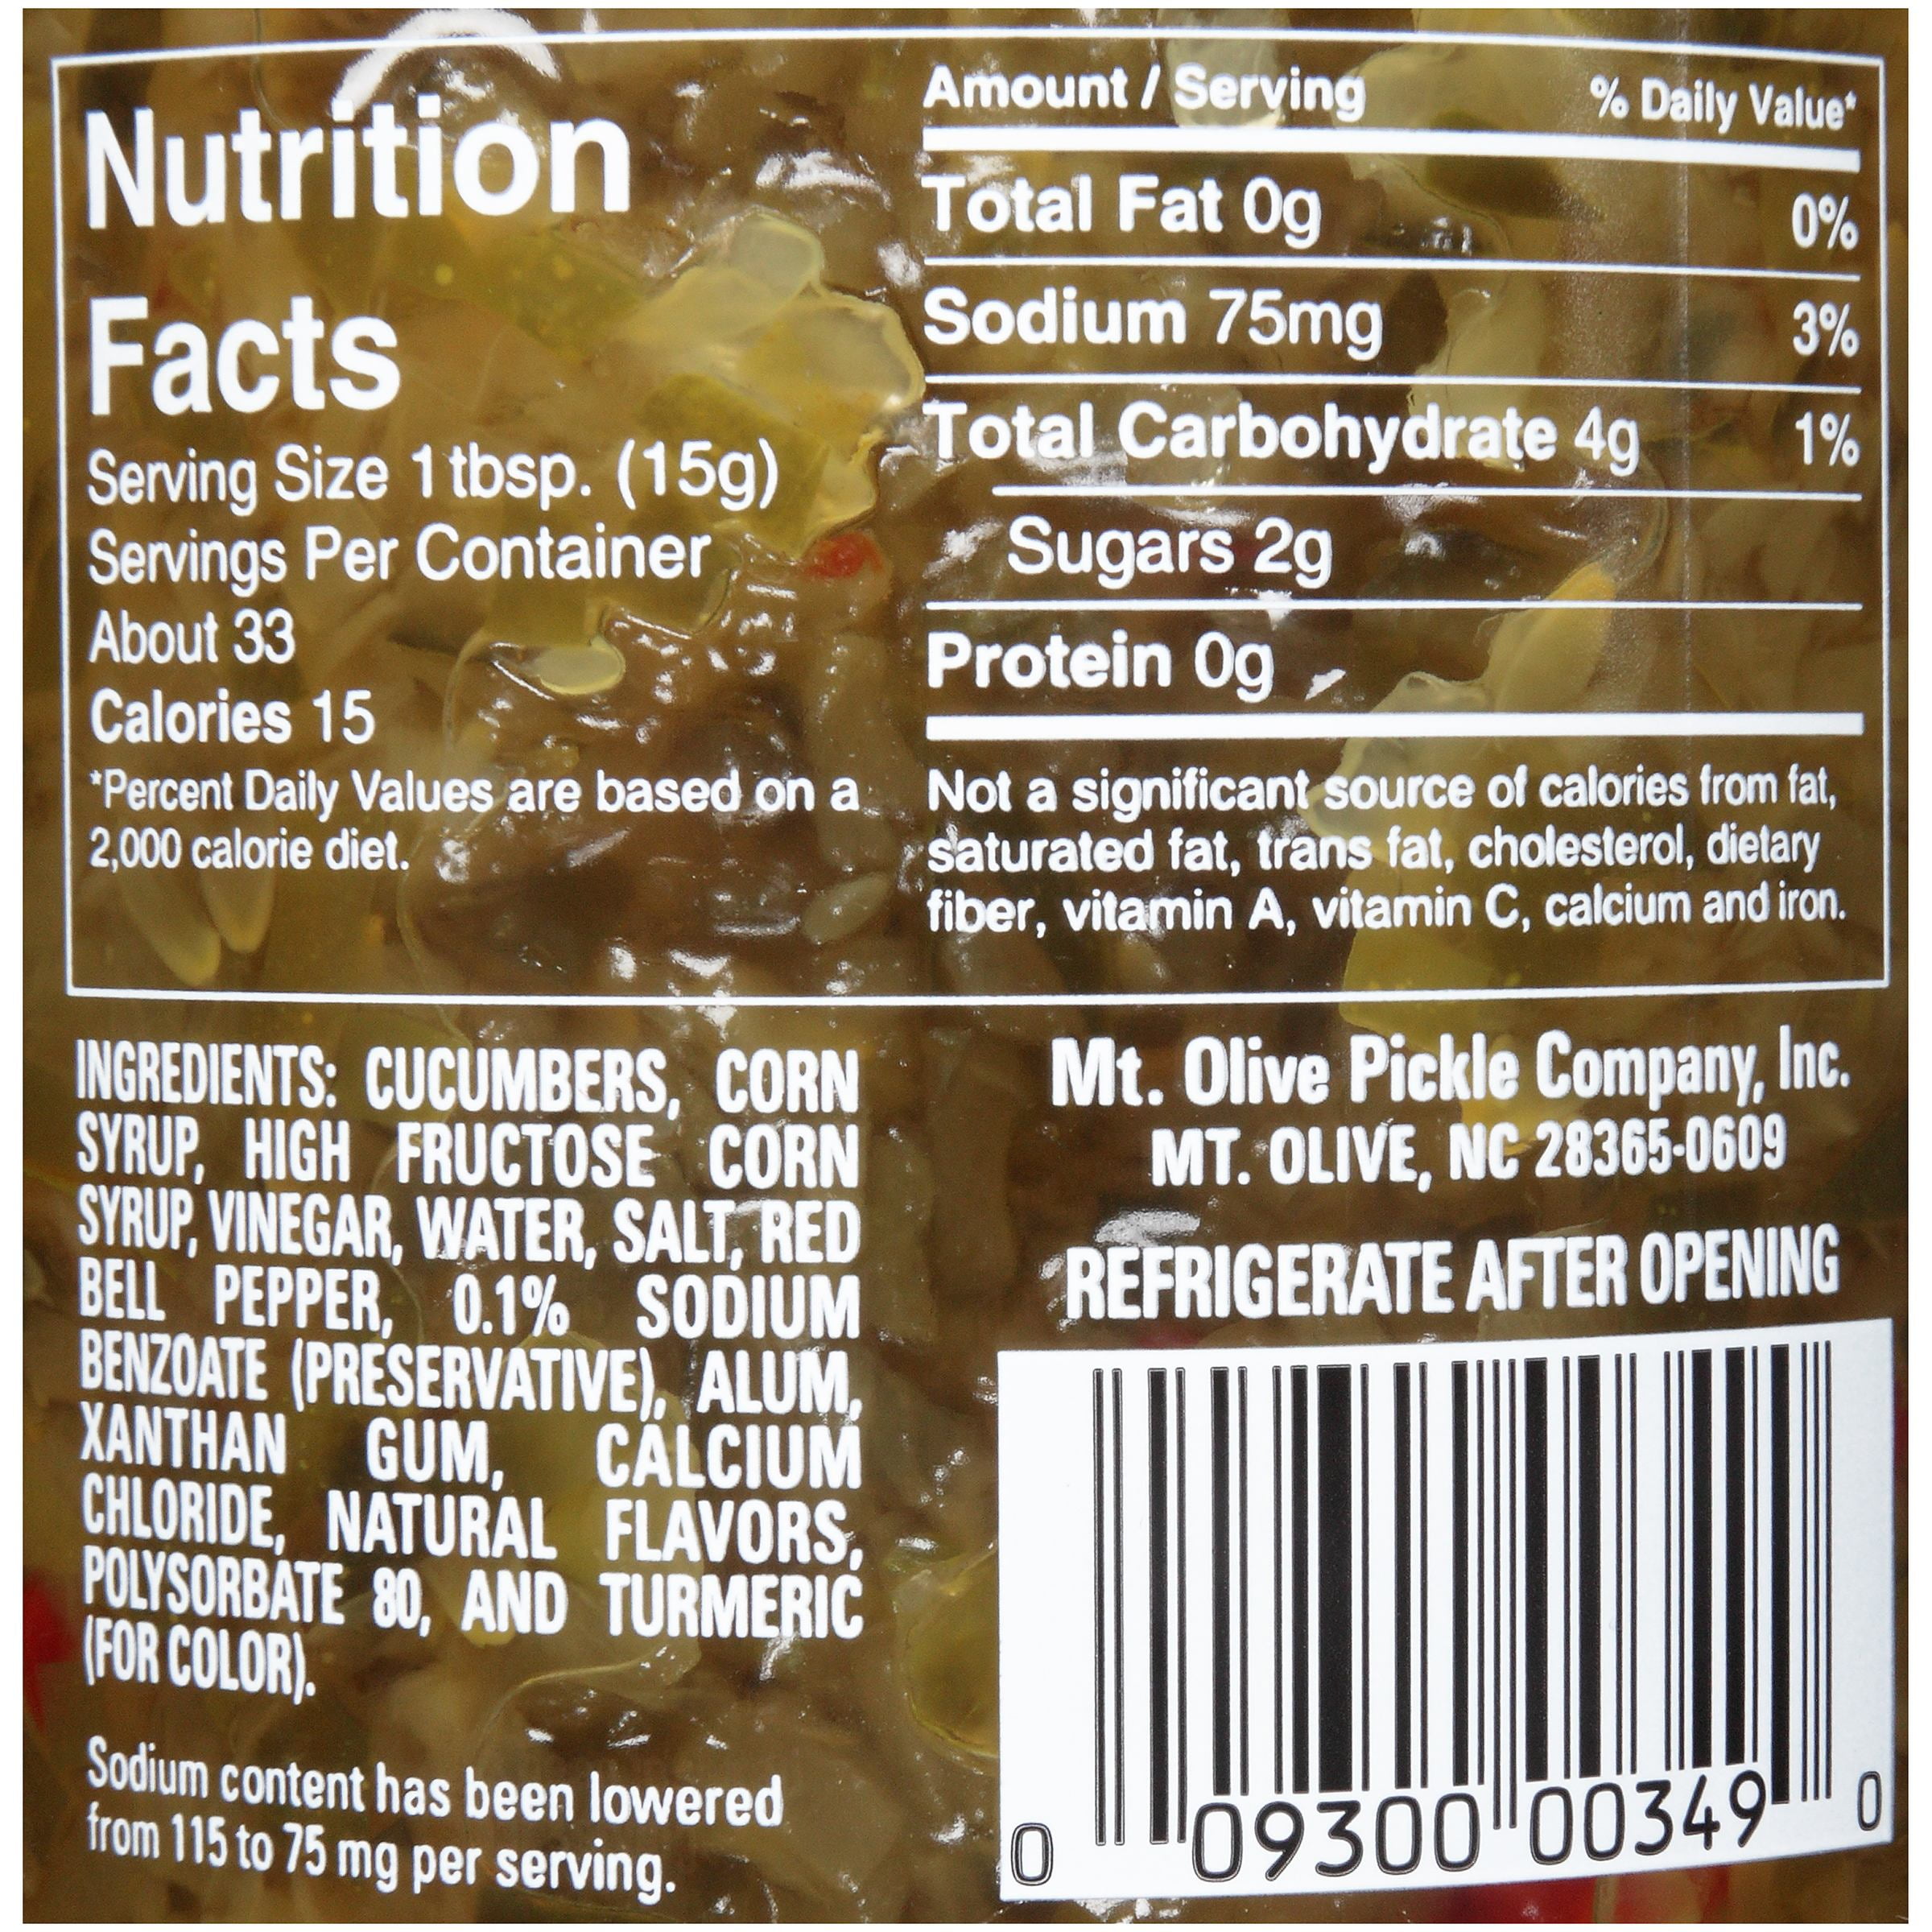 Nutrition
Facts
Serving Size 1 tbsp. (15g)
Servings Per Container
About 33
Calories 15
*Percent Daily Values are based on a
2,000 calorie diet.
Amount / Serving % Daily Value*
Total Fat 0g 0%
Sodium 75mg 3%
Total Carbohydrate 4g 1%
Sugars 2g
Protein 0g
Not a significant source of calories from fat,
saturated fat, trans fat, cholesterol, dietary
fiber, vitamin A, vitamin C, calcium and iron.
INGREDIENTS: CUCUMBERS, CORN
SYRUP, HIGH FRUCTOSE CORN
SYRUP, VINEGAR, WATER, SALT, RED
BELL PEPPER, 0.1% SODIUM
BENZOATE (PRESERVATIVE), ALUM,
XANTHAN GUM, CALCIUM
CHLORIDE, NATURAL FLAVORS,
POLYSORBATE 80, AND TURMERIC
(FOR COLOR).
Sodium content has been lowered
from 115 to 75 mg per serving.
Mt. Olive Pickle Company, Inc.
MT. OLIVE, NC 28365-0609
REFRIGERATE AFTER OPENING
0 09300 00349 0